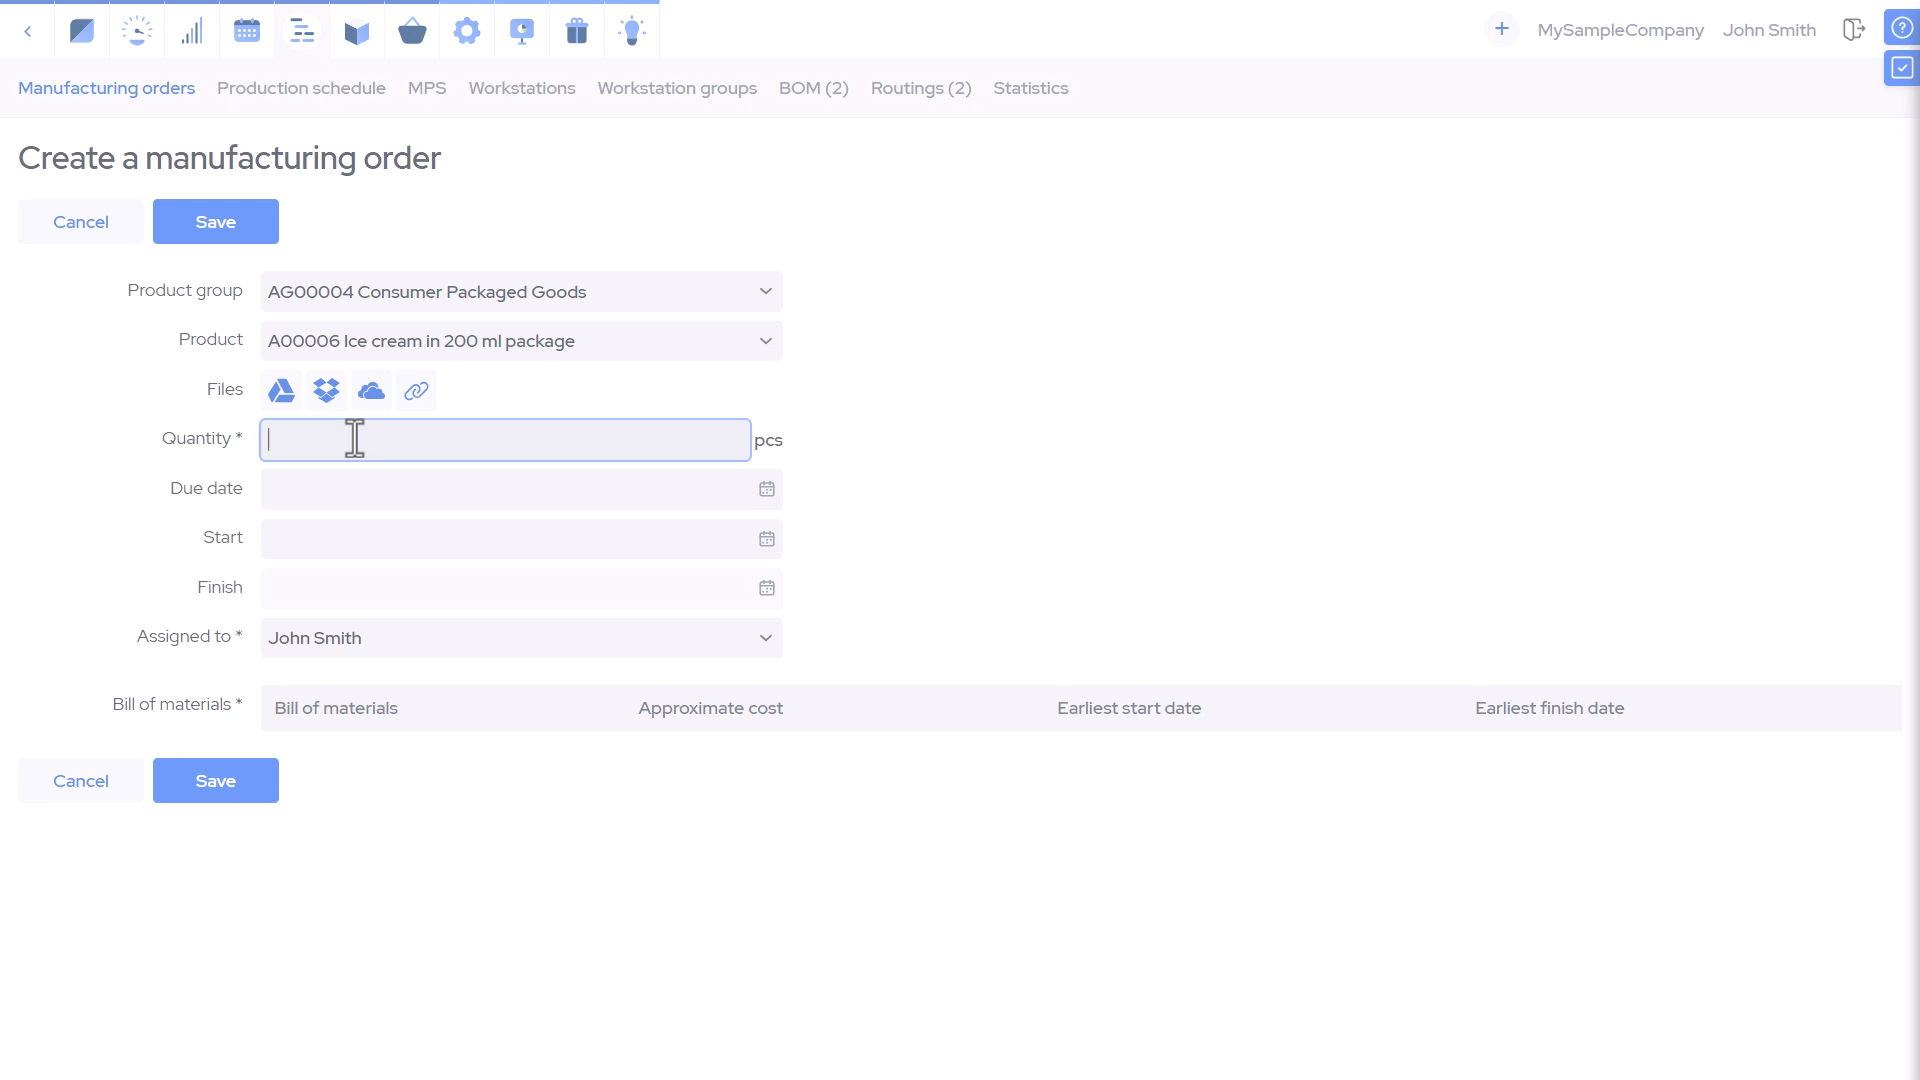 MySampleCompany John Smith
Manufacturing orders Production schedule MPS Workstations Workstation groups BOM (2) Routings (2) Statistics
Create a manufacturing order
Cancel Save
Product group AG00004 Consumer Packaged Goods
Product A00006 Ice cream in 200 ml package
Files
Quantity * pcs
Due date
Start
Finish
Assigned to * John Smith
Bill of materials * Bill of materials Approximate cost Earliest start date Earliest finish date
Cancel Save